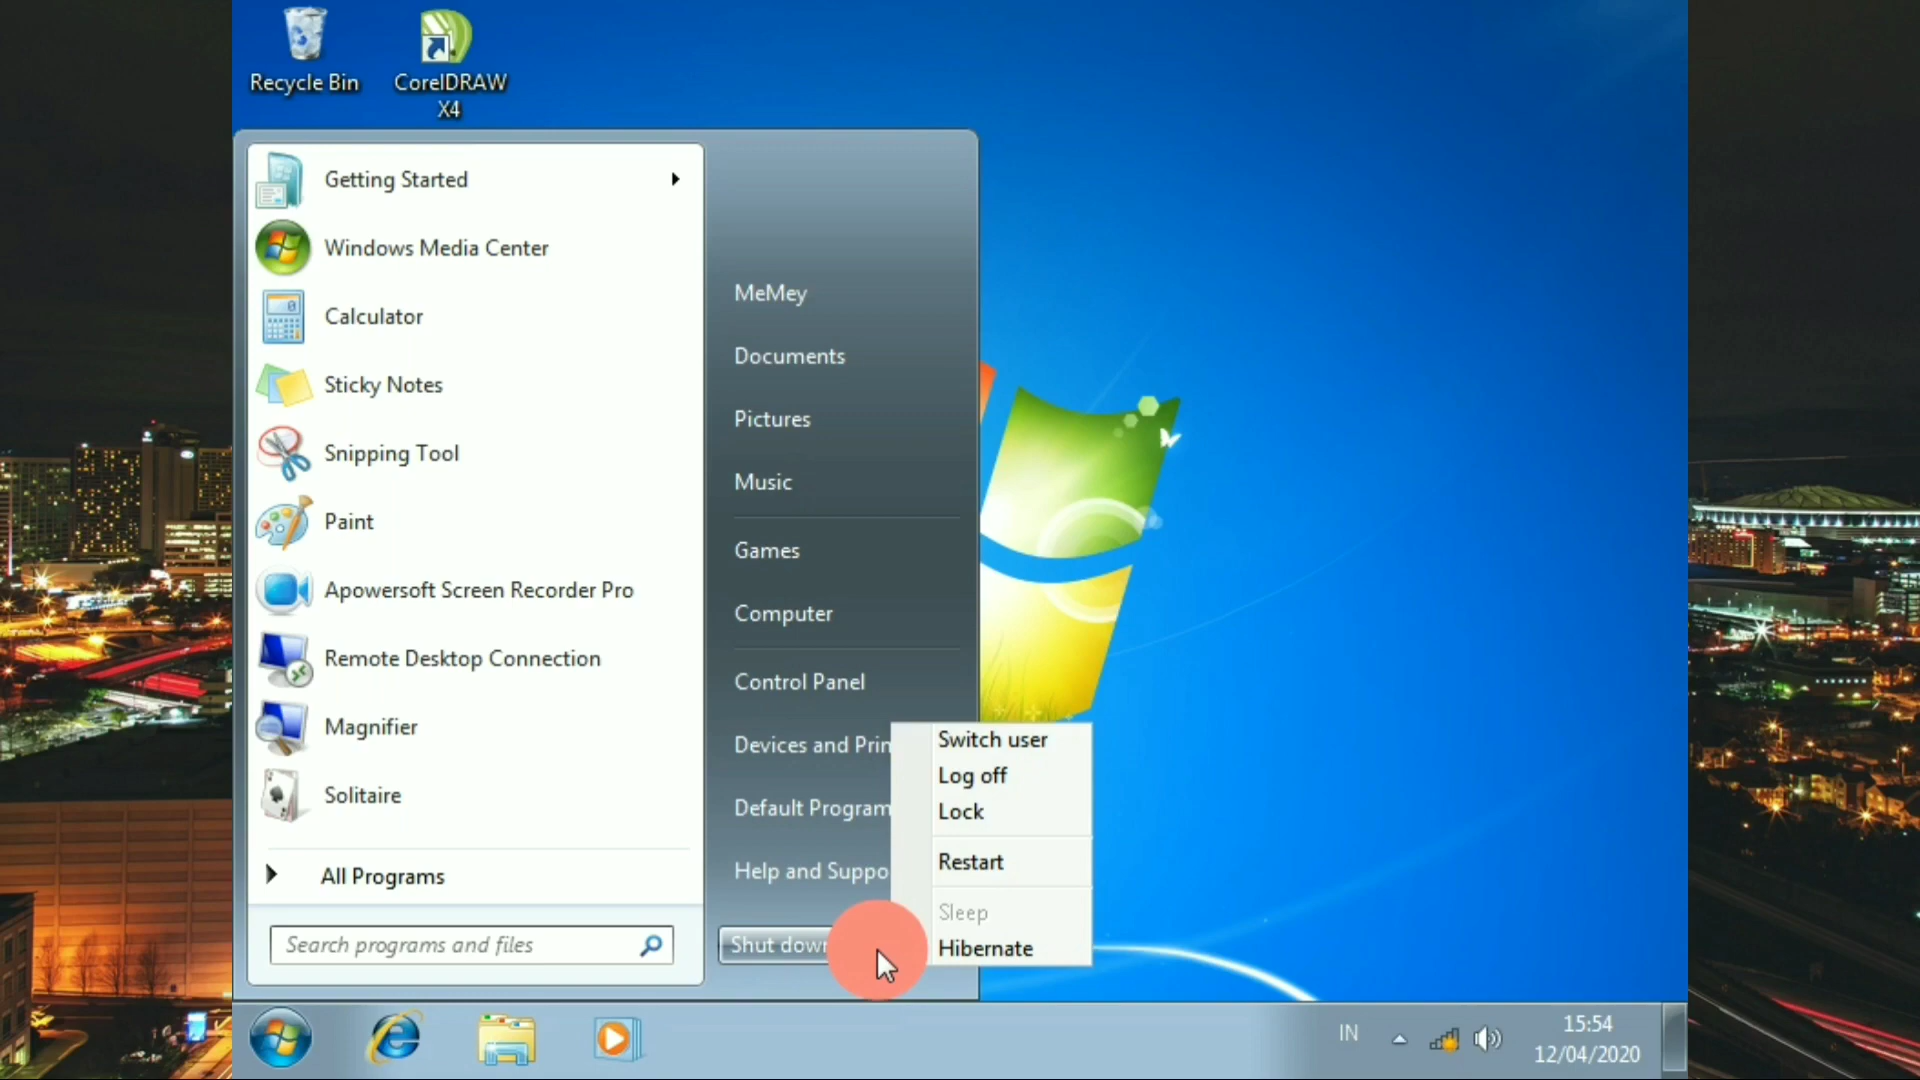 Recycle Bin
CorelDRAW
X4
Getting Started
Windows Media Center
Calculator
Sticky Notes
Snipping Tool
Paint
Apowersoft Screen Recorder Pro
Remote Desktop Connection
Magnifier
Solitaire
All Programs
Search programs and files
MeMey
Documents
Pictures
Music
Games
Computer
Control Panel
Devices and Prin
Default Program
Help and Suppo
Shut down
Switch user
Log off
Lock
Restart
Sleep
Hibernate
IN
15:54
12/04/2020